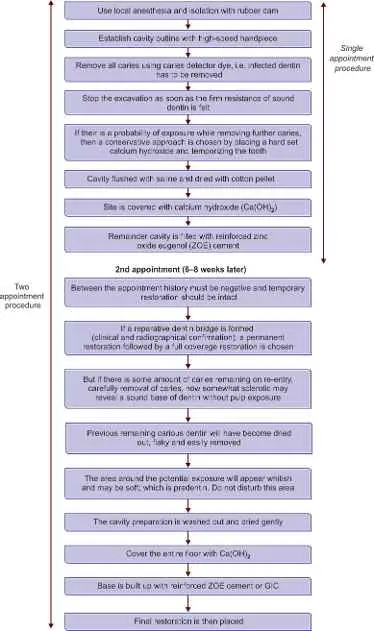 Use local anesthesia and isolation with rubber dam
Establish cavity outline with high-speed handpiece
Single
appointment
procedure
Remove all caries using caries detector dye, i.e. infected dentin
has to be removed
Stop the excavation as soon as the firm resistance of sound
dentin is felt
If their is a probability of exposure while removing further caries,
then a conservative approach is chosen by placing a hard set
calcium hydroxide and temporizing the tooth
Cavity flushed with saline and dried with cotton pellet
Site is covered with calcium hydroxide (Ca(OH)₂)
Remainder cavity is filled with reinforced zinc
oxide eugenol (ZOE) cement
2nd appointment (6–8 weeks later)
Two
appointment
procedure
Between the appointment history must be negative and temporary
restoration should be intact
If a reparative dentin bridge is formed
(clinical and radiographical confirmation), a permanent
restoration followed by a full coverage restoration is chosen
But if there is some amount of caries remaining on re-entry,
carefully removal of caries, now somewhat sclerotic may
reveal a sound base of dentin without pulp exposure
Previous remaining carious dentin will have become dried
out, flaky and easily removed
The area around the potential exposure will appear whitish
and may be soft; which is predentin. Do not disturb this area
The cavity preparation is washed out and dried gently
Cover the entire floor with Ca(OH)₂
Base is built up with reinforced ZOE cement or GIC
Final restoration is then placed